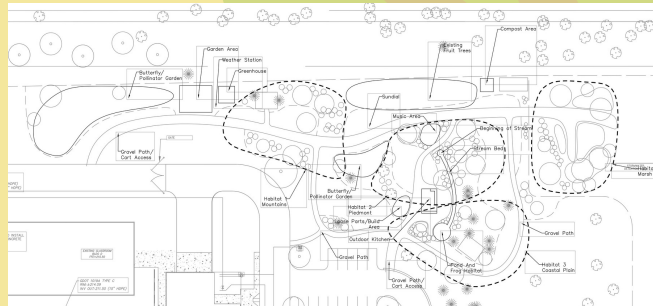 Compost Area
Garden Area
Existing
Fruit Trees
Weather Station
Butterfly/
Pollinator Garden
Greenhouse
Sundial
Music Area
Beginning of Stream
Stream Bed
Gravel Path/
Cart Access
Habitat
Mountains
Butterfly/
Pollinator Garden
Habitat 2
Piedmont
Loose Parts/Build
Area
Outdoor Kitchen
Gravel Path
Gravel Path/
Cart Access
Pond And
Frog Habitat
Gravel Path
Habitat 3
Coastal Plain
Habita
Marsh